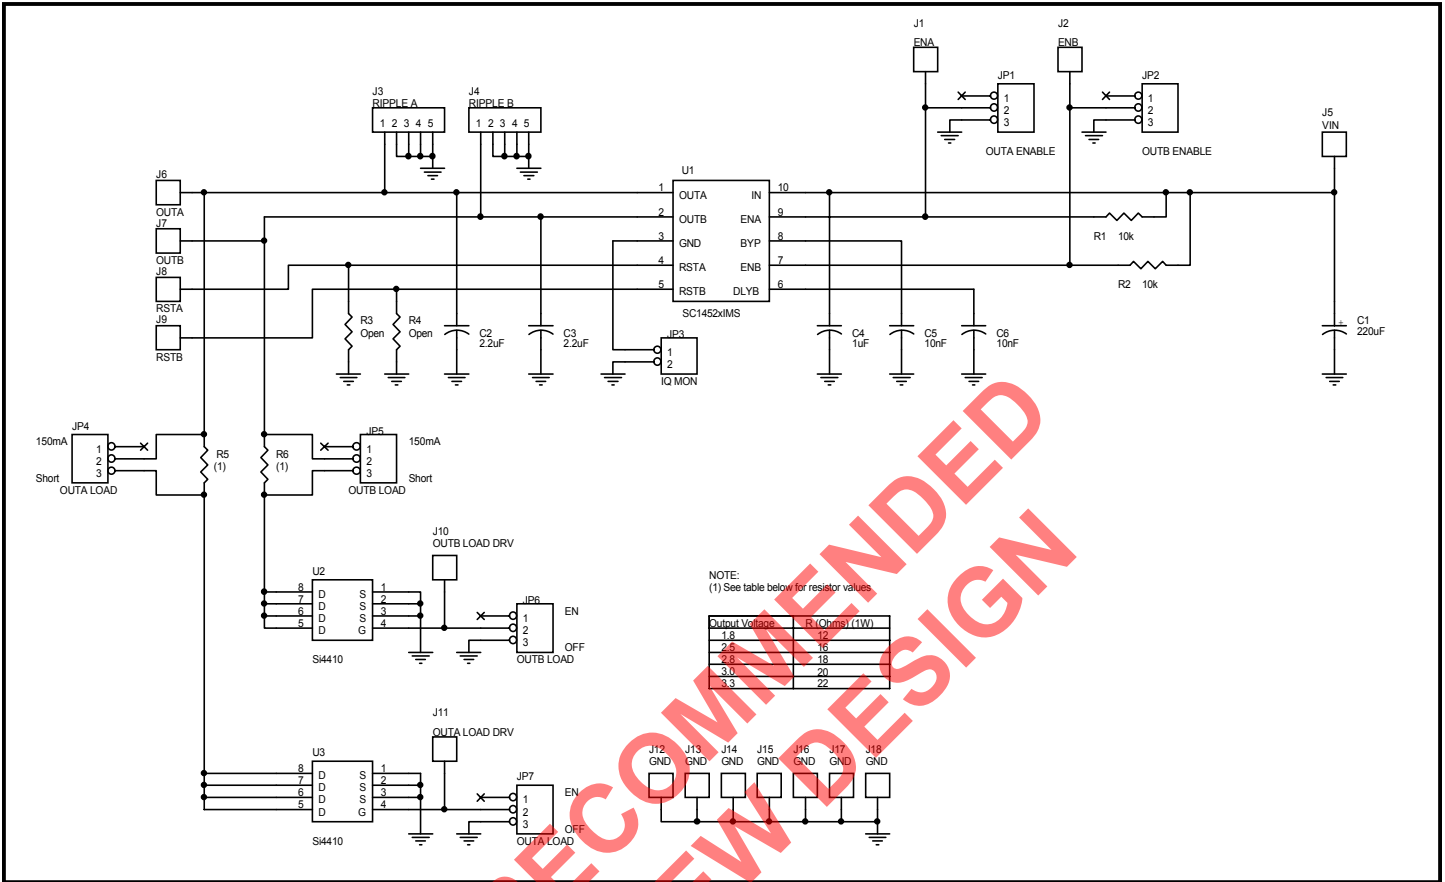 J1
ENA
J2
ENB
JP1
1
2
3
OUTA ENABLE
JP2
1
2
3
OUTB ENABLE
J5
VIN
J3
RIPPLE A
1 2 3 4 5
J4
RIPPLE B
1 2 3 4 5
J6
OUTA
J7
OUTB
J8
RSTA
J9
RSTB
U1
1 OUTA IN 10
2 OUTB ENA 9
3 GND BYP 8
4 RSTA ENB 7
5 RSTB DLYB 6
SC1452xIMS
R1 10k
R2 10k
R3
Open
R4
Open
C2
2.2uF
C3
2.2uF
JP3
1
2
IQ MON
C4
1uF
C5
10nF
C6
10nF
+
C1
220uF
JP4
150mA
1
2
3
Short
OUTA LOAD
R5
(1)
R6
(1)
JP5
150mA
1
2
3
Short
OUTB LOAD
J10
OUTB LOAD DRV
U2
8 D S 1
7 D S 2
6 D S 3
5 D G 4
Si4410
JP6
EN
1
2
3
OFF
OUTB LOAD
NOTE:
(1) See table below for resistor values
Output Voltage R (Ohms) (1W)
1.8 12
2.5 16
2.8 18
3.0 20
3.3 22
J11
OUTA LOAD DRV
U3
8 D S 1
7 D S 2
6 D S 3
5 D G 4
Si4410
JP7
EN
1
2
3
OFF
OUTA LOAD
J12 J13 J14 J15 J16 J17 J18
GND GND GND GND GND GND GND
RECOMMENDED
NEW DESIGN